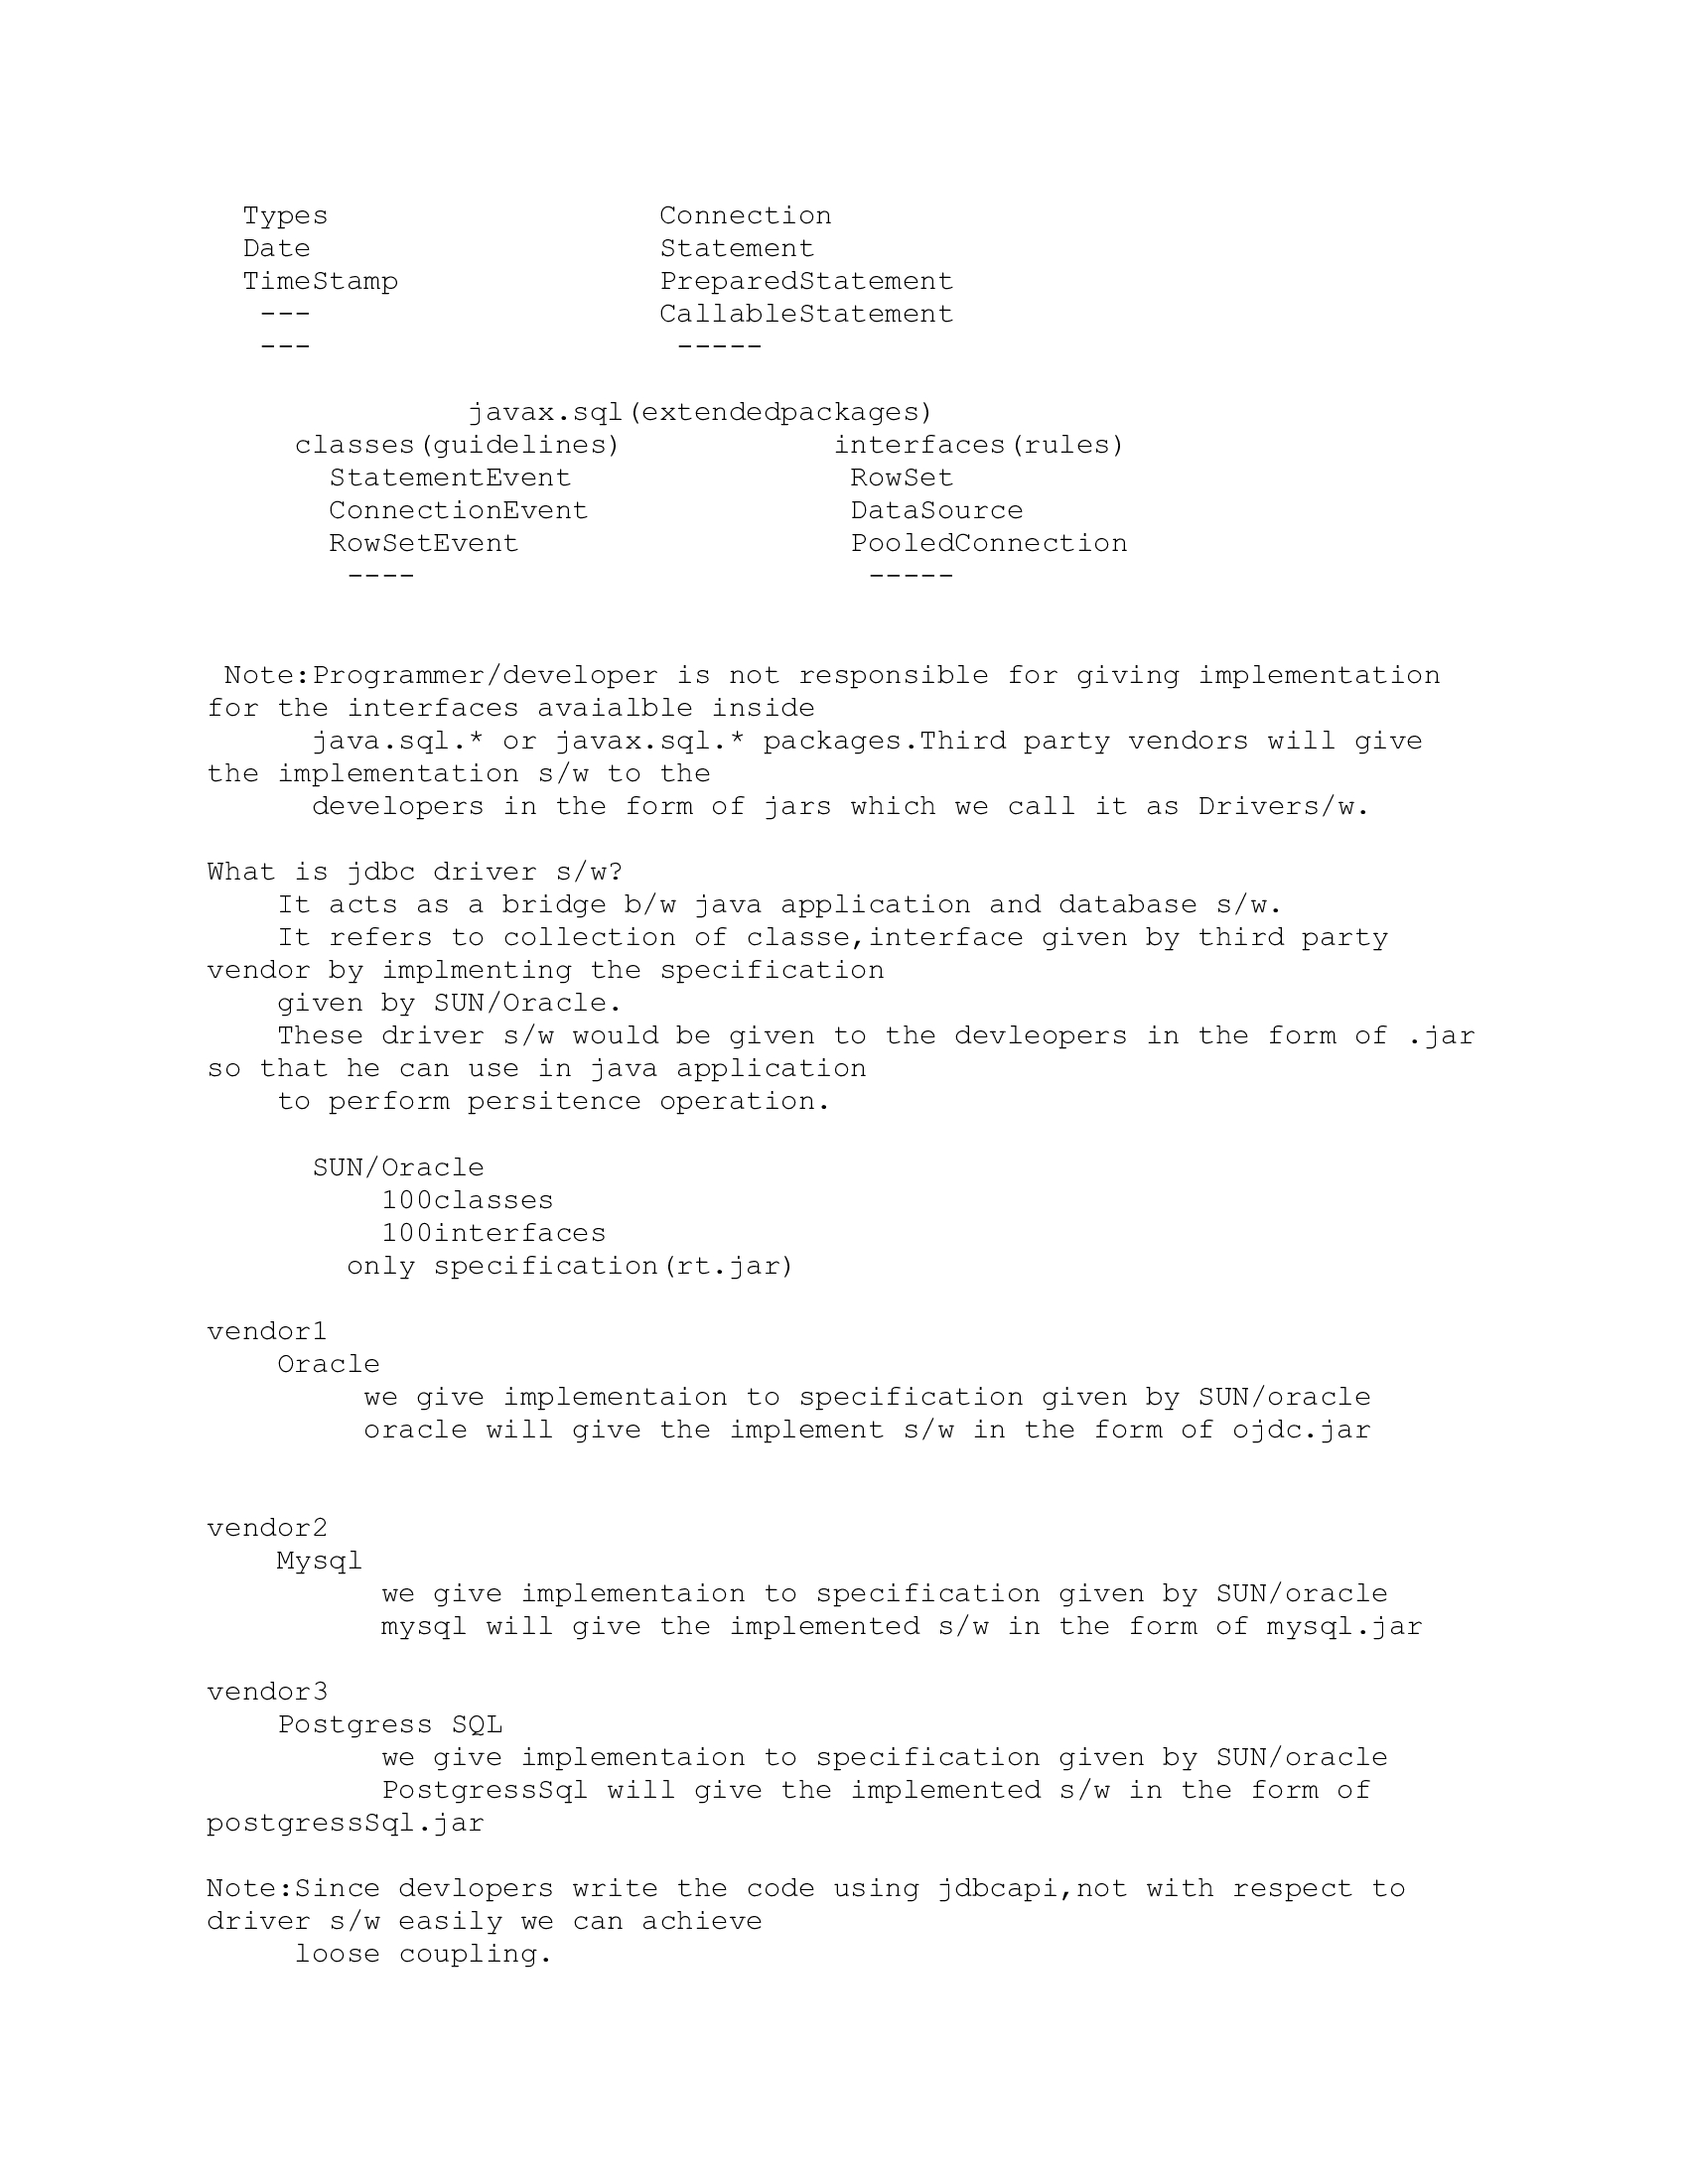 Types                   Connection
Date                    Statement
TimeStamp               PreparedStatement
---                    CallableStatement
---                     -----
javax.sql(extendedpackages)
classes(guidelines)            interfaces(rules)
StatementEvent                RowSet
ConnectionEvent               DataSource
RowSetEvent                   PooledConnection
----                          -----
Note:Programmer/developer is not responsible for giving implementation
for the interfaces avaialble inside
java.sql.* or javax.sql.* packages.Third party vendors will give
the implementation s/w to the
developers in the form of jars which we call it as Drivers/w.
What is jdbc driver s/w?
It acts as a bridge b/w java application and database s/w.
It refers to collection of classe,interface given by third party
vendor by implmenting the specification
given by SUN/Oracle.
These driver s/w would be given to the devleopers in the form of .jar
so that he can use in java application
to perform persitence operation.
SUN/Oracle
100classes
100interfaces
only specification(rt.jar)
vendor1
Oracle
we give implementaion to specification given by SUN/oracle
oracle will give the implement s/w in the form of ojdc.jar
vendor2
Mysql
we give implementaion to specification given by SUN/oracle
mysql will give the implemented s/w in the form of mysql.jar
vendor3
Postgress SQL
we give implementaion to specification given by SUN/oracle
PostgressSql will give the implemented s/w in the form of
postgressSql.jar
Note:Since devlopers write the code using jdbcapi,not with respect to
driver s/w easily we can achieve
loose coupling.